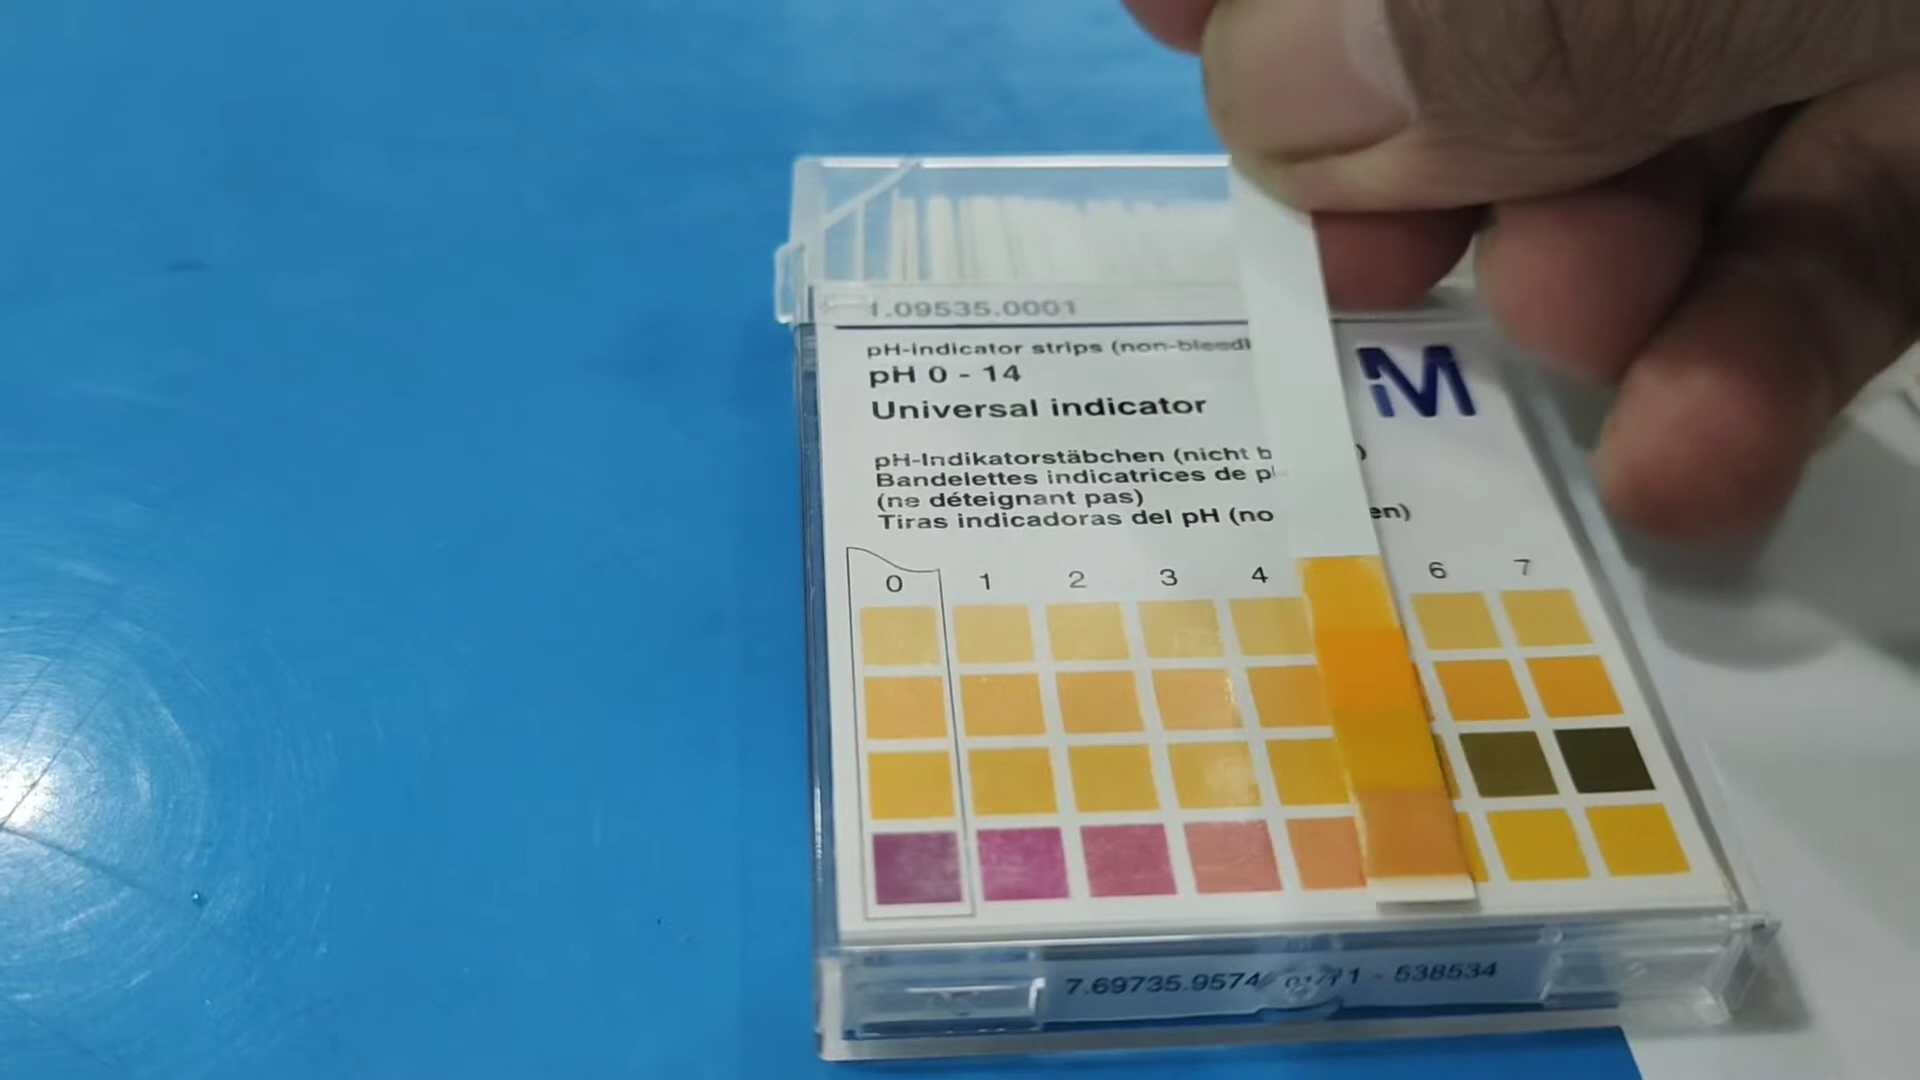 1.09535.0001
pH-indicator strips (non-bleedi
pH 0 - 14
Universal indicator
M
pH-Indikatorstäbchen (nicht b )
Bandelettes indicatrices de p
(ne déteignant pas)
Tiras indicadoras del pH (no en)
0 1 2 3 4 6 7
7.69735.9574 - 538534